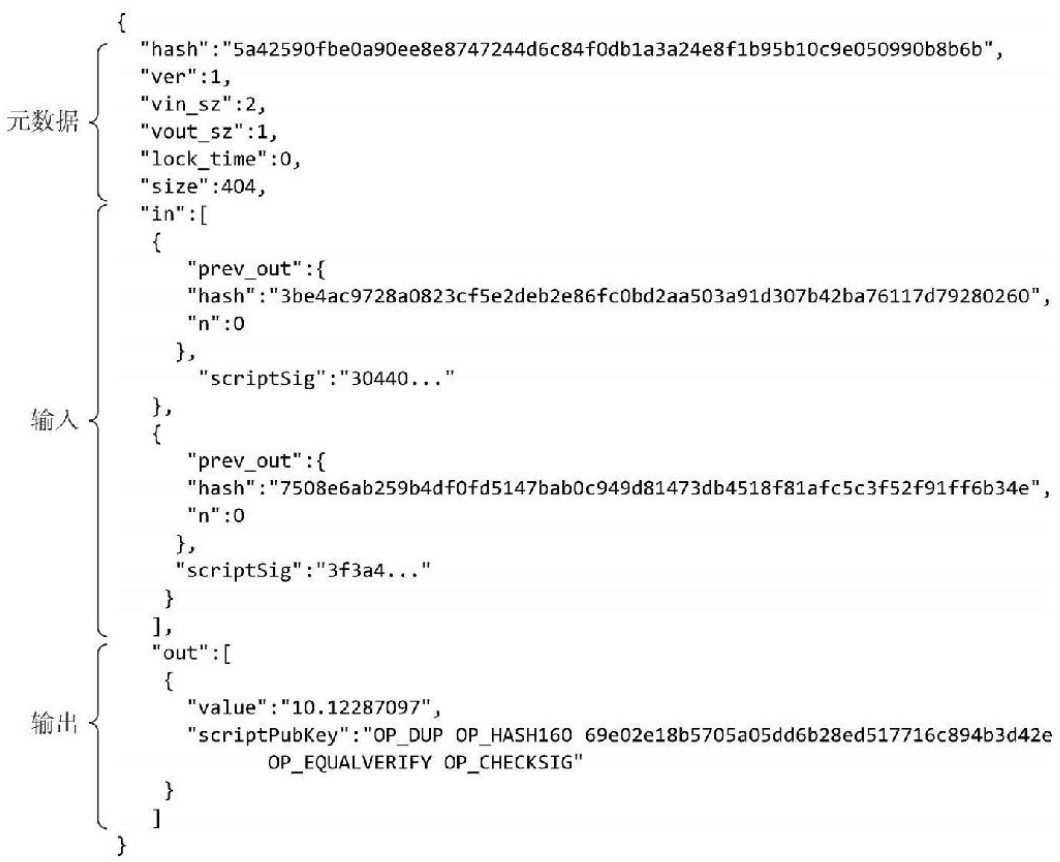 {
"hash":"5a42590fbe0a90ee8e8747244d6c84f0db1a3a24e8f1b95b10c9e050990b8b6b",
"ver":1,
"vin_sz":2,
元数据
"vout_sz":1,
"lock_time":0,
"size":404,
"in":[
{
"prev_out":{
"hash":"3be4ac9728a0823cf5e2deb2e86fc0bd2aa503a91d307b42ba76117d79280260",
"n":0
},
"scriptSig":"30440..."
},
输入
{
"prev_out":{
"hash":"7508e6ab259b4df0fd5147bab0c949d81473db4518f81afc5c3f52f91ff6b34e",
"n":0
},
"scriptSig":"3f3a4..."
}
],
"out":[
{
"value":"10.12287097",
输出
"scriptPubKey":"OP_DUP OP_HASH160 69e02e18b5705a05dd6b28ed517716c894b3d42e
OP_EQUALVERIFY OP_CHECKSIG"
}
]
}